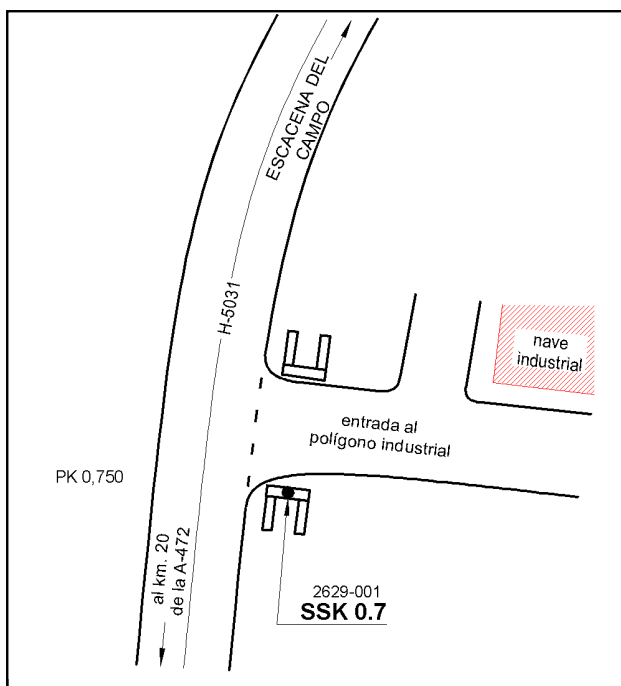 ESCACENA DEL
CAMPO
H-5031
nave
industrial
entrada al
polígono industrial
PK 0,750
al km. 20
de la A-472
2629-001
SSK 0.7